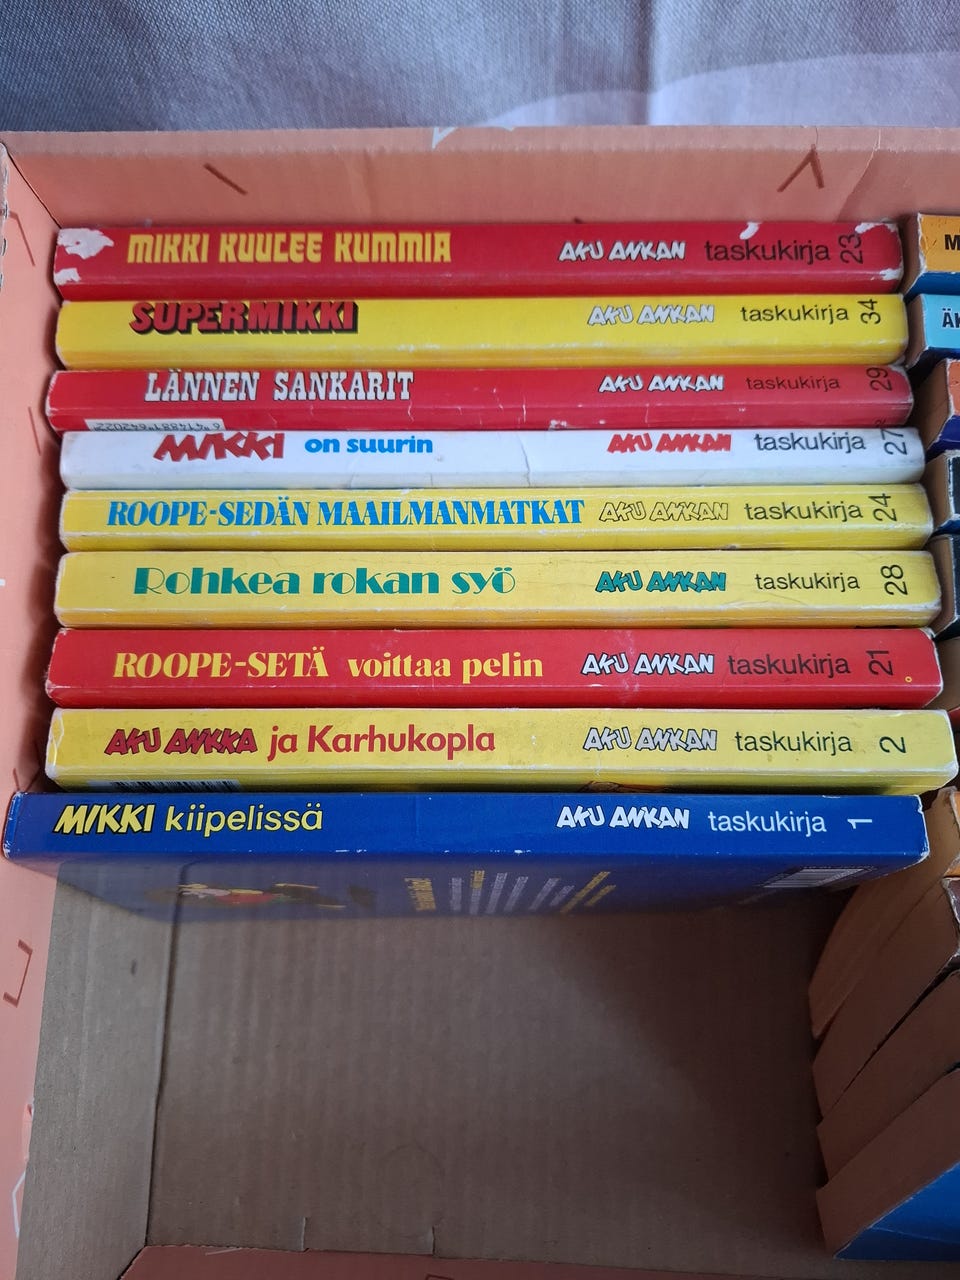 MIKKI KUULEE KUMMIA AKU ANKAN taskukirja 23
SUPERMIKKI AKU ANKAN taskukirja 34
LÄNNEN SANKARIT AKU ANKAN taskukirja 29
MIKKI on suurin AKU ANKAN taskukirja 27
ROOPE-SEDÄN MAAILMANMATKAT AKU ANKAN taskukirja 24
Rohkea rokan syö AKU ANKAN taskukirja 28
ROOPE-SETÄ voittaa pelin AKU ANKAN taskukirja 21
AKU ANKKA ja Karhukopla AKU ANKAN taskukirja 2
MIKKI kiipelissä AKU ANKAN taskukirja 1